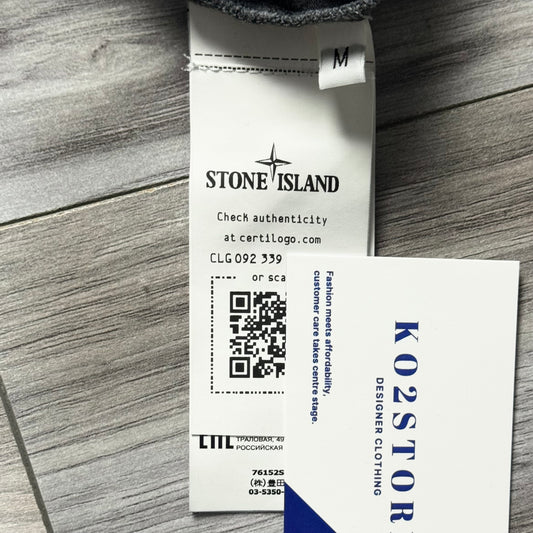 M
STONE ISLAND
Check authenticity
at certilogo.com
CLG 092 339
or sca
ТРАЛОВАЯ, 49
РОССИЙСКАЯ
76152S
(株)豊田
03-5350-
Fashion meets affordability,
customer care takes centre stage.
KO2STOR
DESIGNER CLOTHING